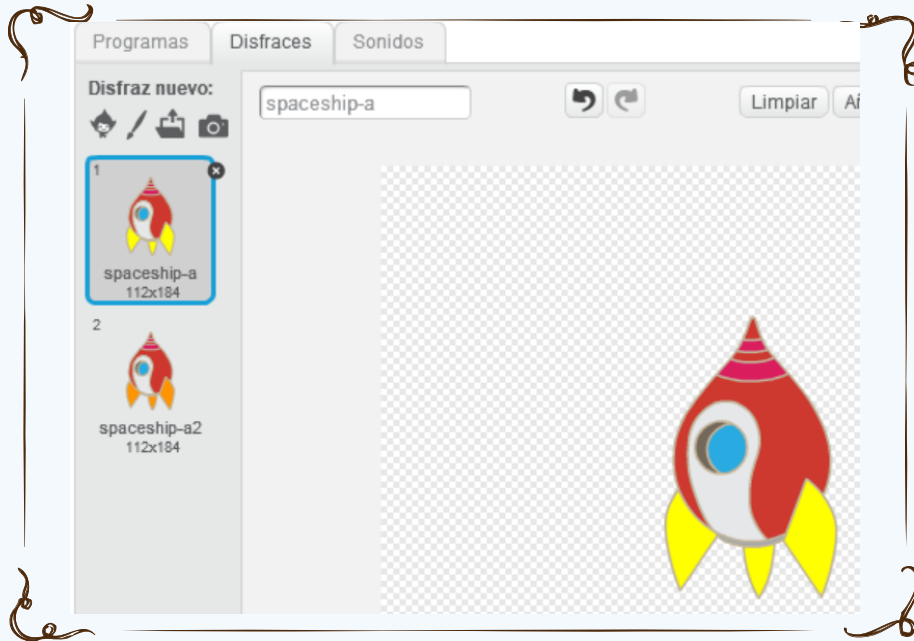 Programas Disfraces Sonidos
Disfraz nuevo:
spaceship-a
Limpiar
1
spaceship-a
112x184
2
spaceship-a2
112x184